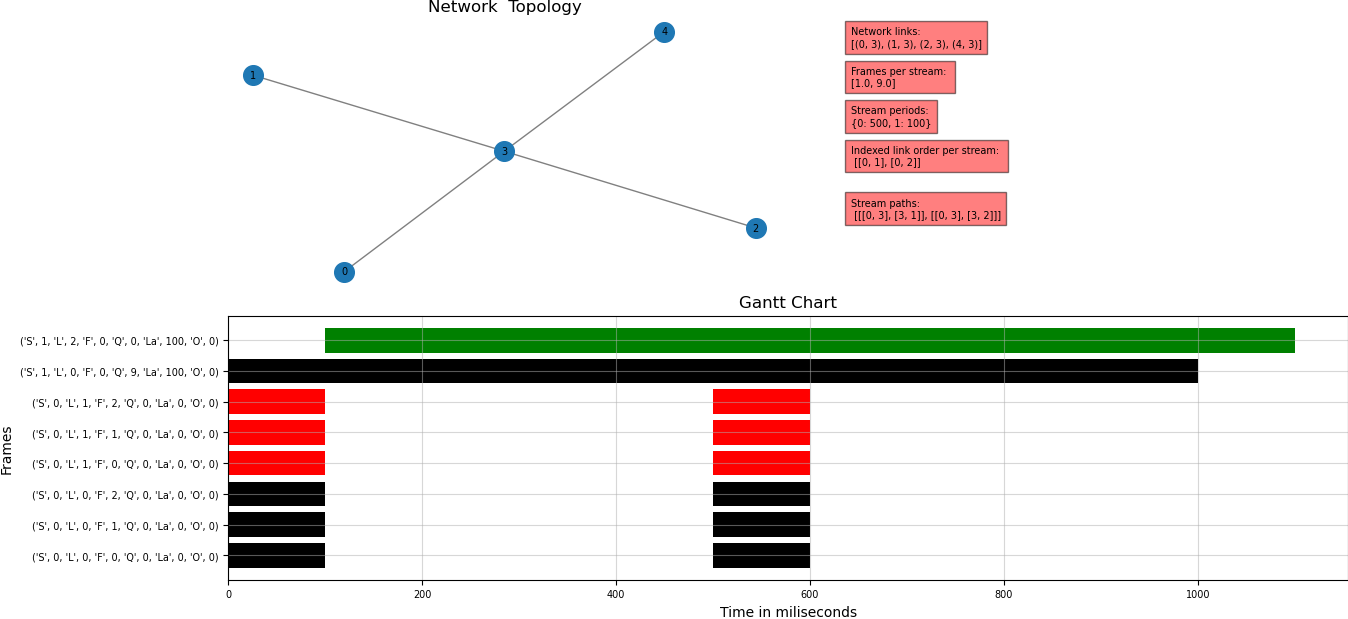 Network  Topology
4
1
3
2
0
Network links:
[(0, 3), (1, 3), (2, 3), (4, 3)]
Frames per stream:
[1.0, 9.0]
Stream periods:
{0: 500, 1: 100}
Indexed link order per stream:
[[0, 1], [0, 2]]
Stream paths:
[[[0, 3], [3, 1]], [[0, 3], [3, 2]]]
Gantt Chart
Frames
('S', 1, 'L', 2, 'F', 0, 'Q', 0, 'La', 100, 'O', 0)
('S', 1, 'L', 0, 'F', 0, 'Q', 9, 'La', 100, 'O', 0)
('S', 0, 'L', 1, 'F', 2, 'Q', 0, 'La', 0, 'O', 0)
('S', 0, 'L', 1, 'F', 1, 'Q', 0, 'La', 0, 'O', 0)
('S', 0, 'L', 1, 'F', 0, 'Q', 0, 'La', 0, 'O', 0)
('S', 0, 'L', 0, 'F', 2, 'Q', 0, 'La', 0, 'O', 0)
('S', 0, 'L', 0, 'F', 1, 'Q', 0, 'La', 0, 'O', 0)
('S', 0, 'L', 0, 'F', 0, 'Q', 0, 'La', 0, 'O', 0)
0 200 400 600 800 1000
Time in miliseconds